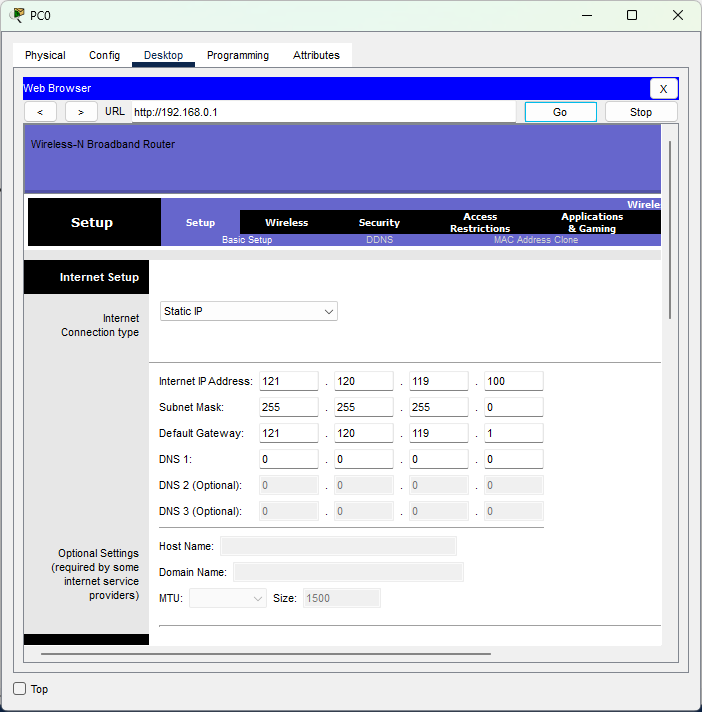 PC0
Physical Config Desktop Programming Attributes
Web Browser X
< > URL http://192.168.0.1 Go Stop
Wireless-N Broadband Router
Setup
Setup Wireless Security Access Restrictions Applications & Gaming
Basic Setup DDNS MAC Address Clone
Internet Setup
Internet Connection type
Static IP
Internet IP Address: 121 . 120 . 119 . 100
Subnet Mask: 255 . 255 . 255 . 0
Default Gateway: 121 . 120 . 119 . 1
DNS 1: 0 . 0 . 0 . 0
DNS 2 (Optional): 0 . 0 . 0 . 0
DNS 3 (Optional): 0 . 0 . 0 . 0
Optional Settings
(required by some
internet service
providers)
Host Name:
Domain Name:
MTU: Size: 1500
Top